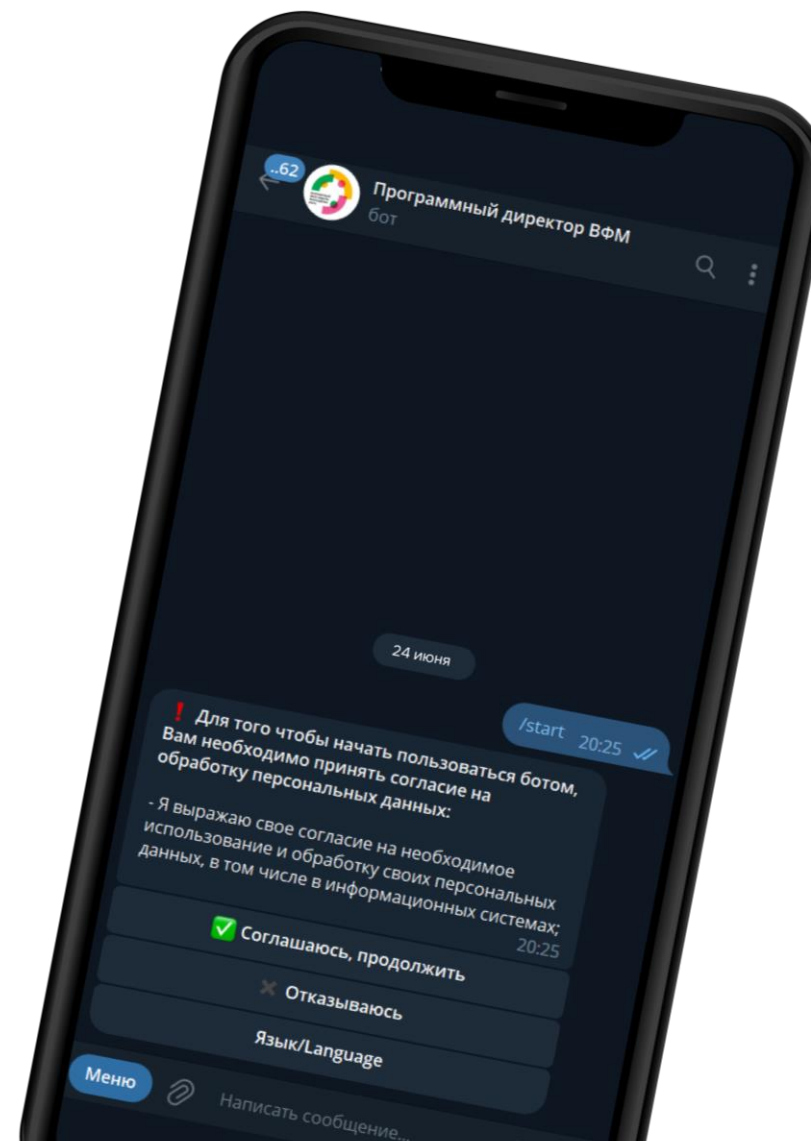 ..62
Программный директор ВФМ
бот
24 июня
/start 20:25
❗ Для того чтобы начать пользоваться ботом,
Вам необходимо принять согласие на
обработку персональных данных:
- Я выражаю свое согласие на необходимое
использование и обработку своих персональных
данных, в том числе в информационных системах;
20:25
✅ Соглашаюсь, продолжить
✖ Отказываюсь
Язык/Language
Меню
Написать сообщение...